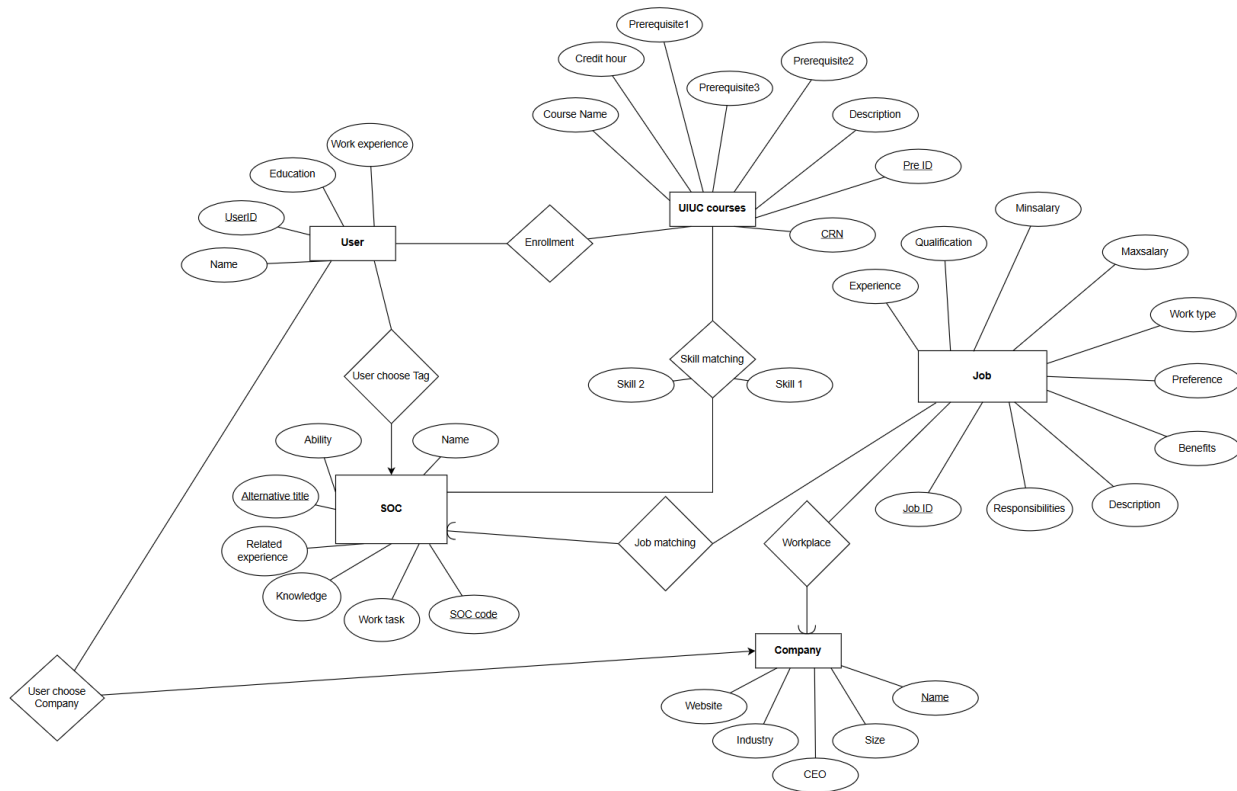 Prerequisite1
Credit hour
Prerequisite2
Prerequisite3
Course Name
Description
Work experience
Education
Pre ID
UIUC courses
Minsalary
UserID
User
Enrollment
CRN
Qualification
Maxsalary
Name
Experience
Work type
Skill matching
User choose Tag
Skill 2
Skill 1
Job
Preference
Ability
Name
Benefits
Alternative title
SOC
Job ID
Responsibilities
Description
Related
experience
Job matching
Workplace
Knowledge
Work task
SOC code
Company
User choose
Company
Website
Name
Industry
Size
CEO